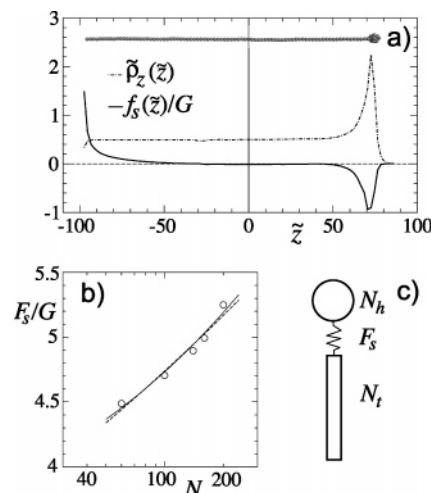 3
a)
2
ρ̃z(z̃)
−fs(z̃)/G
1
0
-1
-100 -50 0 50 100
z̃
5.5
b)
Fs/G
5
4.5
4
40 100 200
N
c)
Nh
Fs
Nt